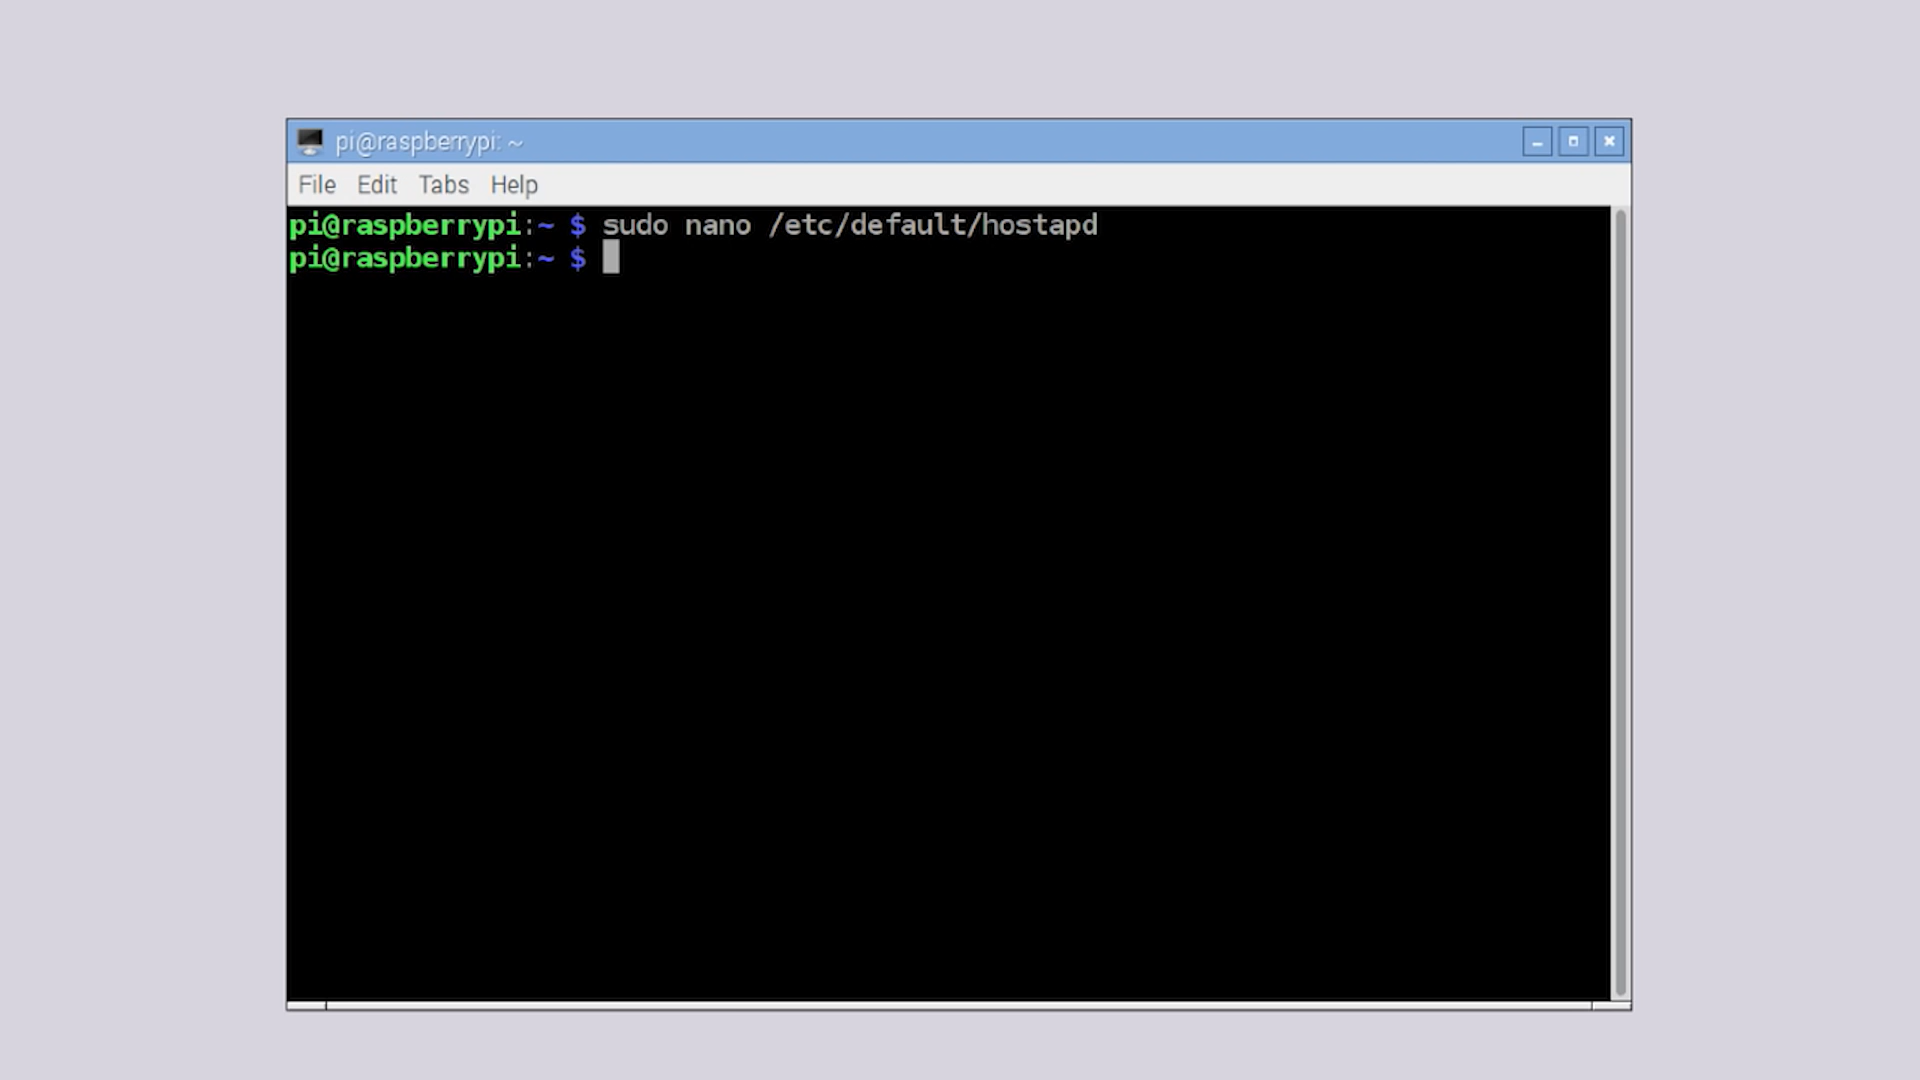 pi@raspberrypi: ~
File Edit Tabs Help
pi@raspberrypi:~ $ sudo nano /etc/default/hostapd
pi@raspberrypi:~ $